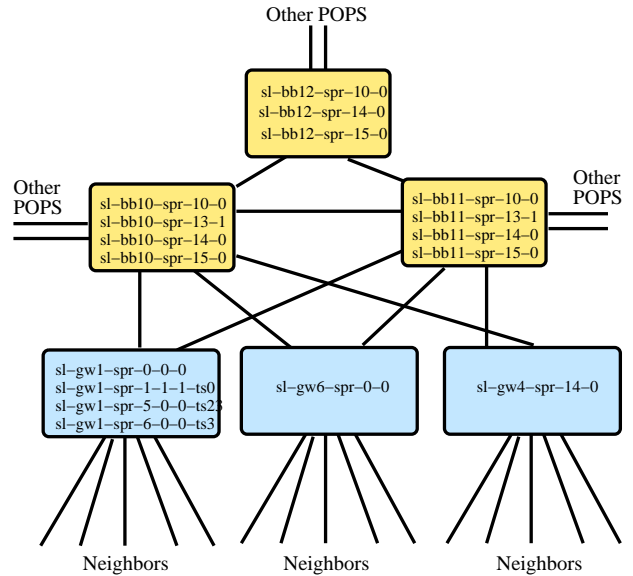 Other POPS
sl−bb12−spr−10−0
sl−bb12−spr−14−0
sl−bb12−spr−15−0
Other
POPS
sl−bb10−spr−10−0
sl−bb10−spr−13−1
sl−bb10−spr−14−0
sl−bb10−spr−15−0
sl−bb11−spr−10−0
sl−bb11−spr−13−1
sl−bb11−spr−14−0
sl−bb11−spr−15−0
Other
POPS
sl−gw1−spr−0−0−0
sl−gw1−spr−1−1−1−ts0
sl−gw1−spr−5−0−0−ts23
sl−gw1−spr−6−0−0−ts3
sl−gw6−spr−0−0
sl−gw4−spr−14−0
Neighbors
Neighbors
Neighbors